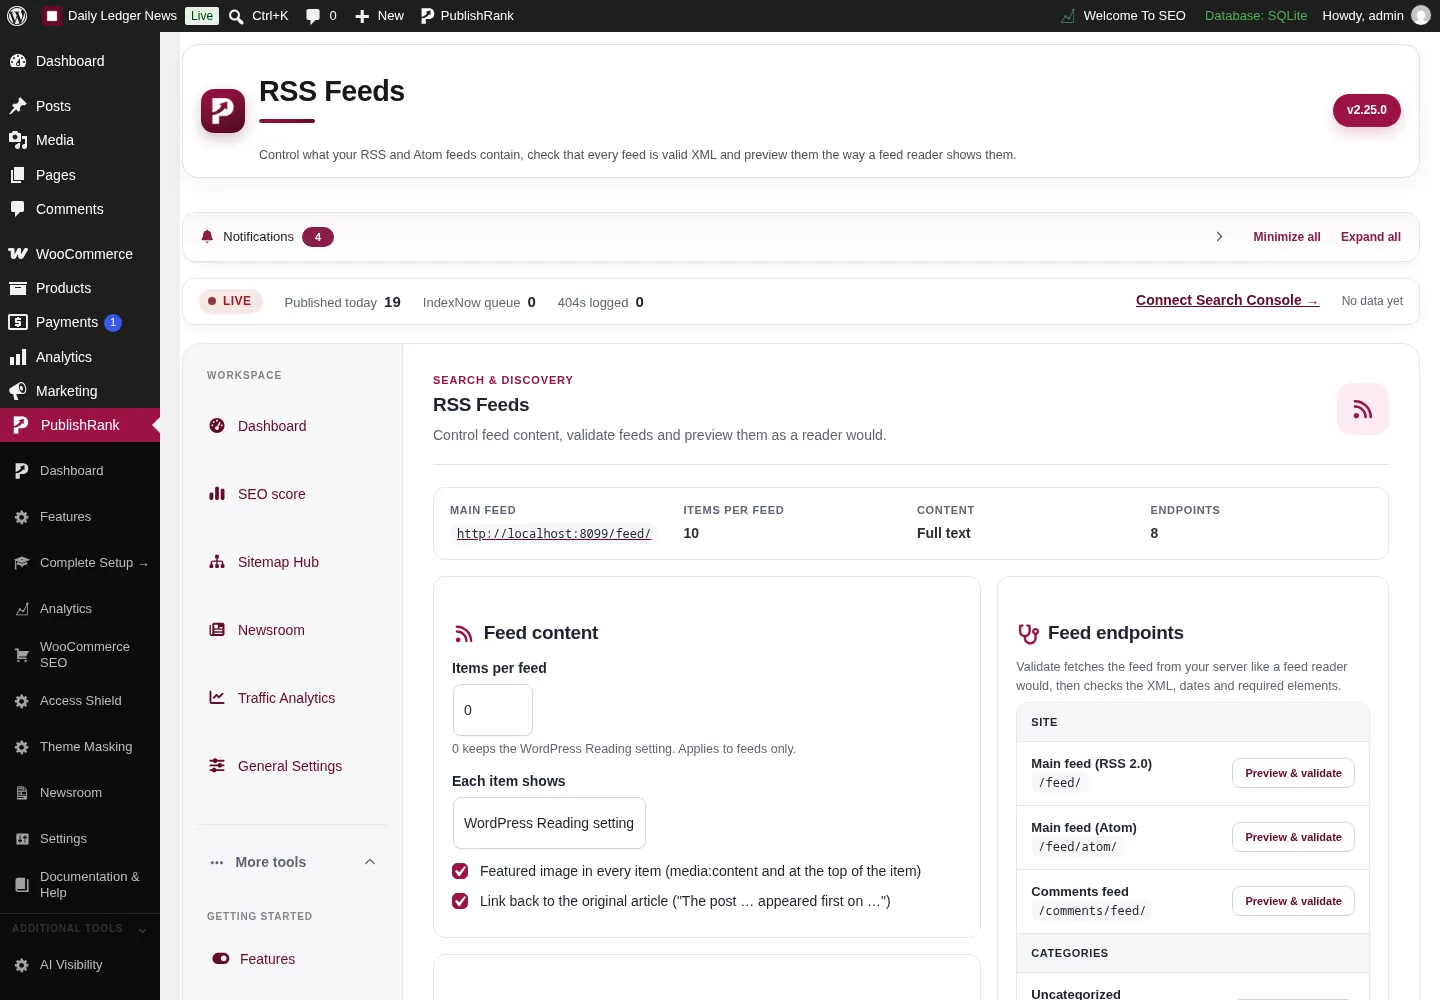 Daily Ledger News Live Ctrl+K 0 New PublishRank Welcome To SEO Database: SQLite Howdy, admin
Dashboard
Posts
Media
Pages
Comments
WooCommerce
Products
Payments 1
Analytics
Marketing
PublishRank
Dashboard
Features
Complete Setup →
Analytics
WooCommerce
SEO
Access Shield
Theme Masking
Newsroom
Settings
Documentation &
Help
ADDITIONAL TOOLS
AI Visibility
RSS Feeds
Control what your RSS and Atom feeds contain, check that every feed is valid XML and preview them the way a feed reader shows them.
v2.25.0
Notifications 4 Minimize all Expand all
LIVE Published today 19 IndexNow queue 0 404s logged 0 Connect Search Console → No data yet
WORKSPACE
Dashboard
SEO score
Sitemap Hub
Newsroom
Traffic Analytics
General Settings
More tools
GETTING STARTED
Features
SEARCH & DISCOVERY
RSS Feeds
Control feed content, validate feeds and preview them as a reader would.
MAIN FEED ITEMS PER FEED CONTENT ENDPOINTS
http://localhost:8099/feed/ 10 Full text 8
Feed content
Items per feed
0
0 keeps the WordPress Reading setting. Applies to feeds only.
Each item shows
WordPress Reading setting
Featured image in every item (media:content and at the top of the item)
Link back to the original article ("The post … appeared first on …")
Feed endpoints
Validate fetches the feed from your server like a feed reader
would, then checks the XML, dates and required elements.
SITE
Main feed (RSS 2.0)
/feed/
Preview & validate
Main feed (Atom)
/feed/atom/
Preview & validate
Comments feed
/comments/feed/
Preview & validate
CATEGORIES
Uncategorized